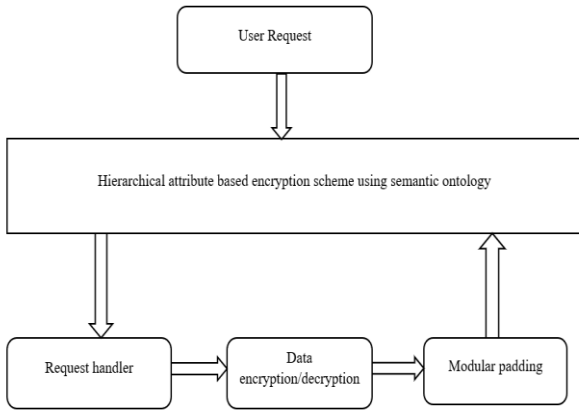 User Request
Hierarchical attribute based encryption scheme using semantic ontology
Request handler
Data
encryption/decryption
Modular padding